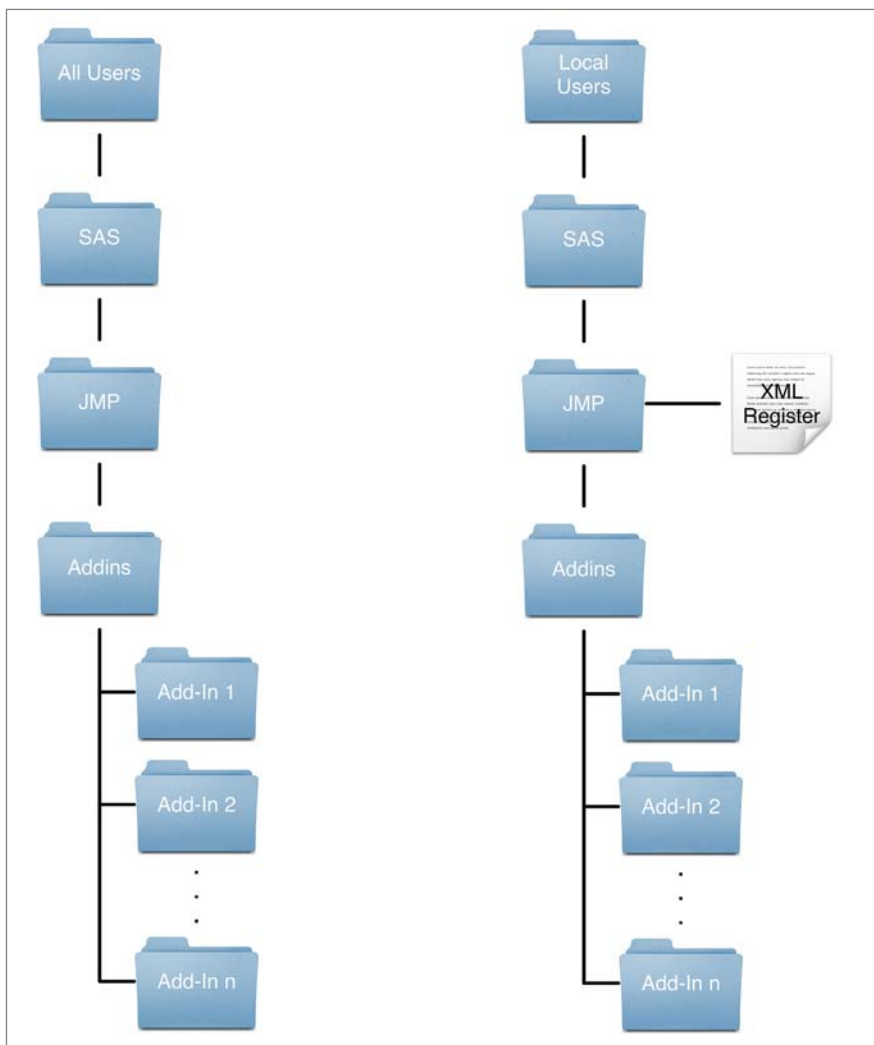 All Users
SAS
JMP
Addins
Add-In 1
Add-In 2
Add-In n
Local
Users
SAS
JMP
XML
Register
Addins
Add-In 1
Add-In 2
Add-In n